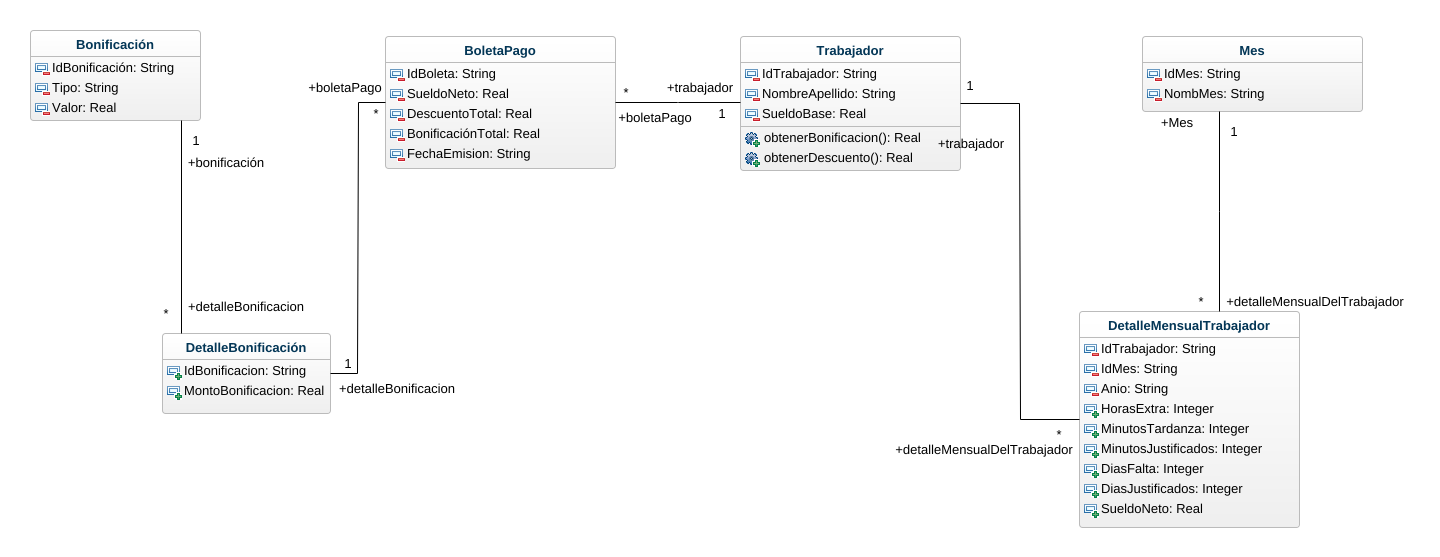 Bonificación
IdBonificación: String
Tipo: String
Valor: Real
1
+bonificación
*
+detalleBonificacion
DetalleBonificación
IdBonificacion: String
MontoBonificacion: Real
1
+detalleBonificacion
+boletaPago
*
BoletaPago
IdBoleta: String
SueldoNeto: Real
DescuentoTotal: Real
BonificaciónTotal: Real
FechaEmision: String
*
+boletaPago
+trabajador
1
Trabajador
IdTrabajador: String
NombreApellido: String
SueldoBase: Real
obtenerBonificacion(): Real
obtenerDescuento(): Real
1
+trabajador
*
+detalleMensualDelTrabajador
Mes
IdMes: String
NombMes: String
+Mes
1
*
+detalleMensualDelTrabajador
DetalleMensualTrabajador
IdTrabajador: String
IdMes: String
Anio: String
HorasExtra: Integer
MinutosTardanza: Integer
MinutosJustificados: Integer
DiasFalta: Integer
DiasJustificados: Integer
SueldoNeto: Real